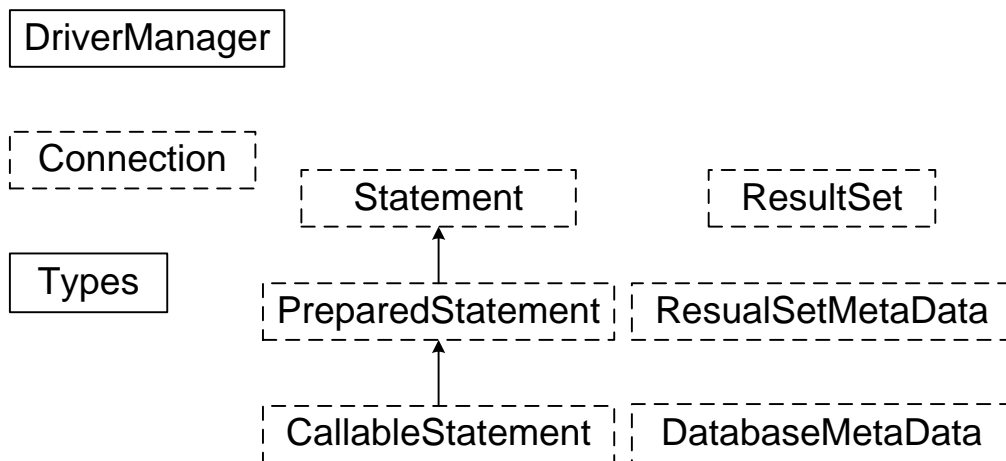 DriverManager
Connection
Statement
ResultSet
Types
PreparedStatement
ResualSetMetaData
CallableStatement
DatabaseMetaData